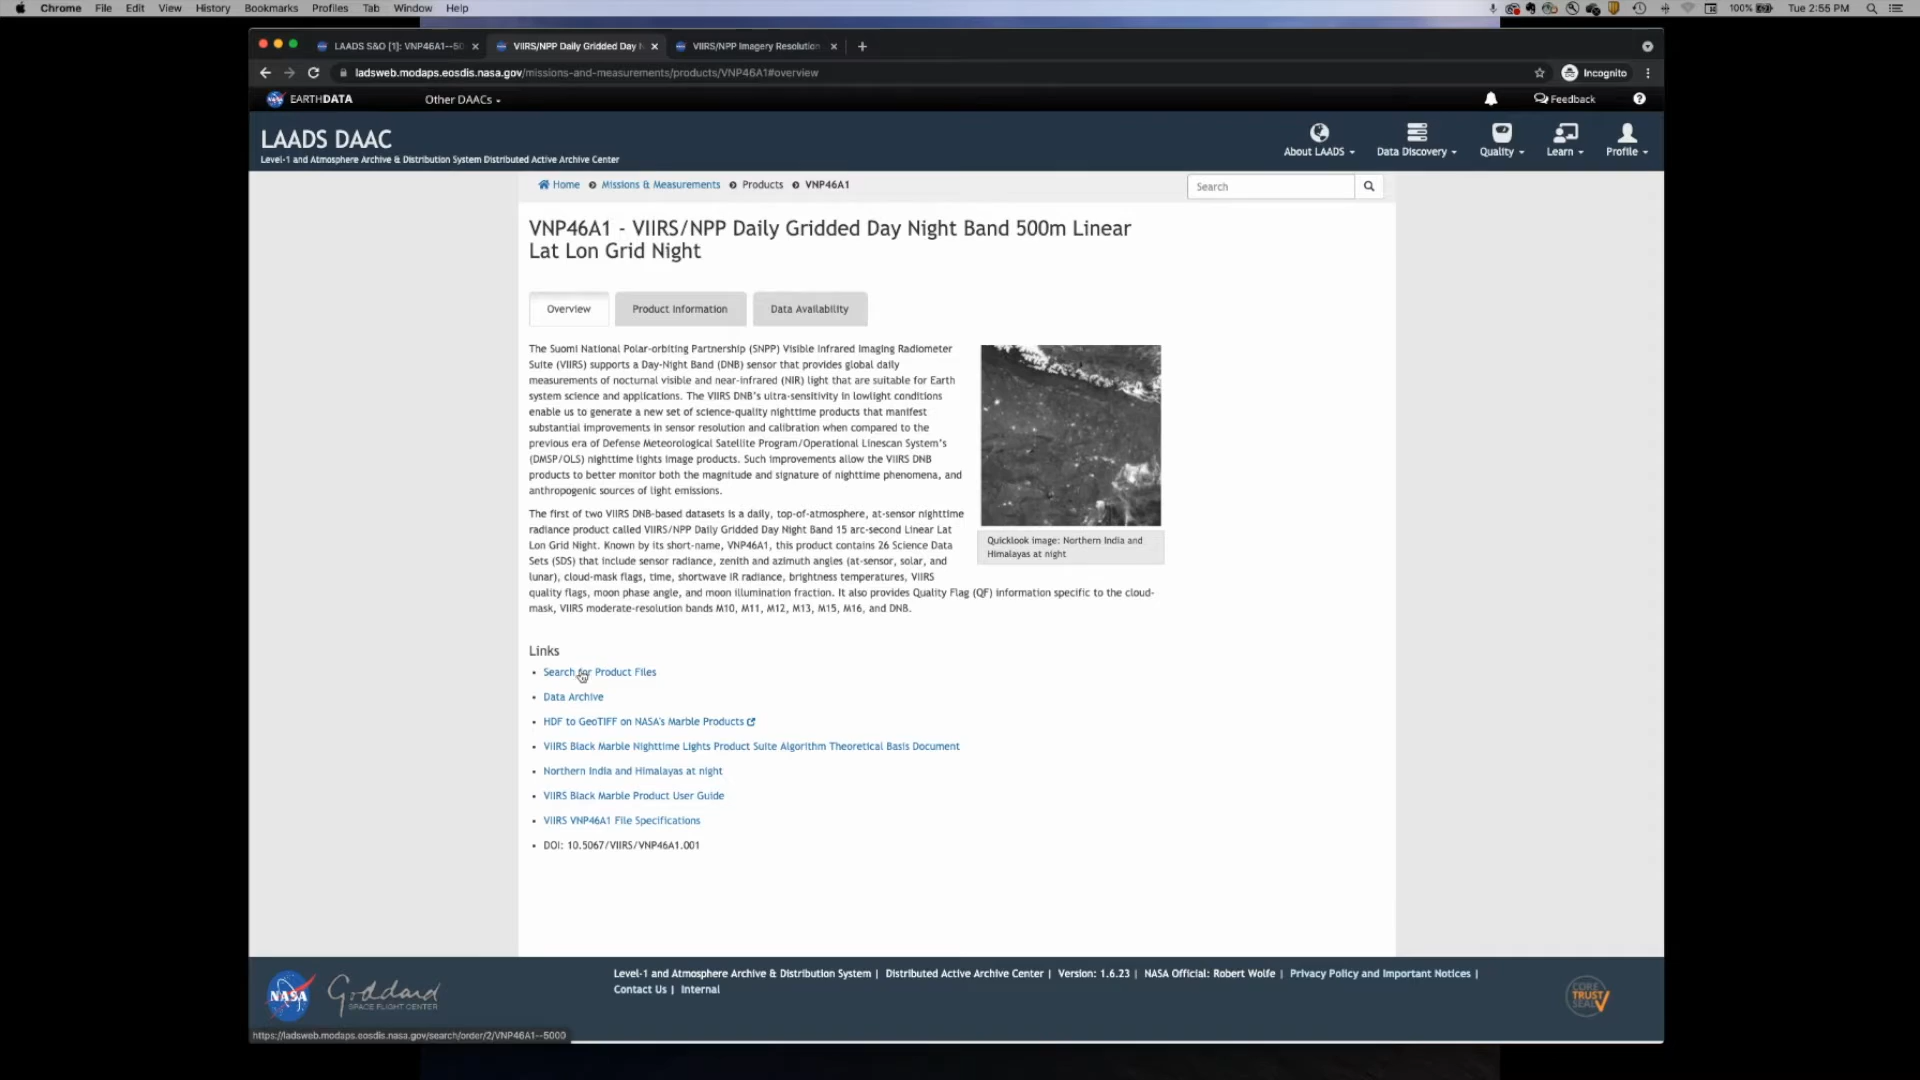 Chrome File Edit View History Bookmarks Profiles Tab Window Help 100% Tue 2:55 PM
LAADS S&O [1]: VNP46A1--50 VIIRS/NPP Daily Gridded Day VIIRS/NPP Imagery Resolution
ladsweb.modaps.eosdis.nasa.gov/missions-and-measurements/products/VNP46A1#overview Incognito
EARTHDATA Other DAACs Feedback
LAADS DAAC
Level-1 and Atmosphere Archive & Distribution System Distributed Active Archive Center
About LAADS Data Discovery Quality Learn Profile
Home Missions & Measurements Products VNP46A1 Search
VNP46A1 - VIIRS/NPP Daily Gridded Day Night Band 500m Linear
Lat Lon Grid Night
Overview Product Information Data Availability
The Suomi National Polar-orbiting Partnership (SNPP) Visible Infrared Imaging Radiometer
Suite (VIIRS) supports a Day-Night Band (DNB) sensor that provides global daily
measurements of nocturnal visible and near-infrared (NIR) light that are suitable for Earth
system science and applications. The VIIRS DNB's ultra-sensitivity in lowlight conditions
enable us to generate a new set of science-quality nighttime products that manifest
substantial improvements in sensor resolution and calibration when compared to the
previous era of Defense Meteorological Satellite Program/Operational Linescan System's
(DMSP/OLS) nighttime lights image products. Such improvements allow the VIIRS DNB
products to better monitor both the magnitude and signature of nighttime phenomena, and
anthropogenic sources of light emissions.
The first of two VIIRS DNB-based datasets is a daily, top-of-atmosphere, at-sensor nighttime
radiance product called VIIRS/NPP Daily Gridded Day Night Band 15 arc-second Linear Lat
Lon Grid Night. Known by its short-name, VNP46A1, this product contains 26 Science Data
Sets (SDS) that include sensor radiance, zenith and azimuth angles (at-sensor, solar, and
lunar), cloud-mask flags, time, shortwave IR radiance, brightness temperatures, VIIRS
quality flags, moon phase angle, and moon illumination fraction. It also provides Quality Flag (QF) information specific to the cloud-
mask, VIIRS moderate-resolution bands M10, M11, M12, M13, M15, M16, and DNB.
Quicklook image: Northern India and
Himalayas at night
Links
Search for Product Files
Data Archive
HDF to GeoTIFF on NASA's Marble Products
VIIRS Black Marble Nighttime Lights Product Suite Algorithm Theoretical Basis Document
Northern India and Himalayas at night
VIIRS Black Marble Product User Guide
VIIRS VNP46A1 File Specifications
DOI: 10.5067/VIIRS/VNP46A1.001
NASA Goddard
SPACE FLIGHT CENTER
Level-1 and Atmosphere Archive & Distribution System | Distributed Active Archive Center | Version: 1.6.23 | NASA Official: Robert Wolfe | Privacy Policy and Important Notices |
Contact Us | Internal
CORE
TRUST
SEAL
https://ladsweb.modaps.eosdis.nasa.gov/search/order/2/VNP46A1--5000